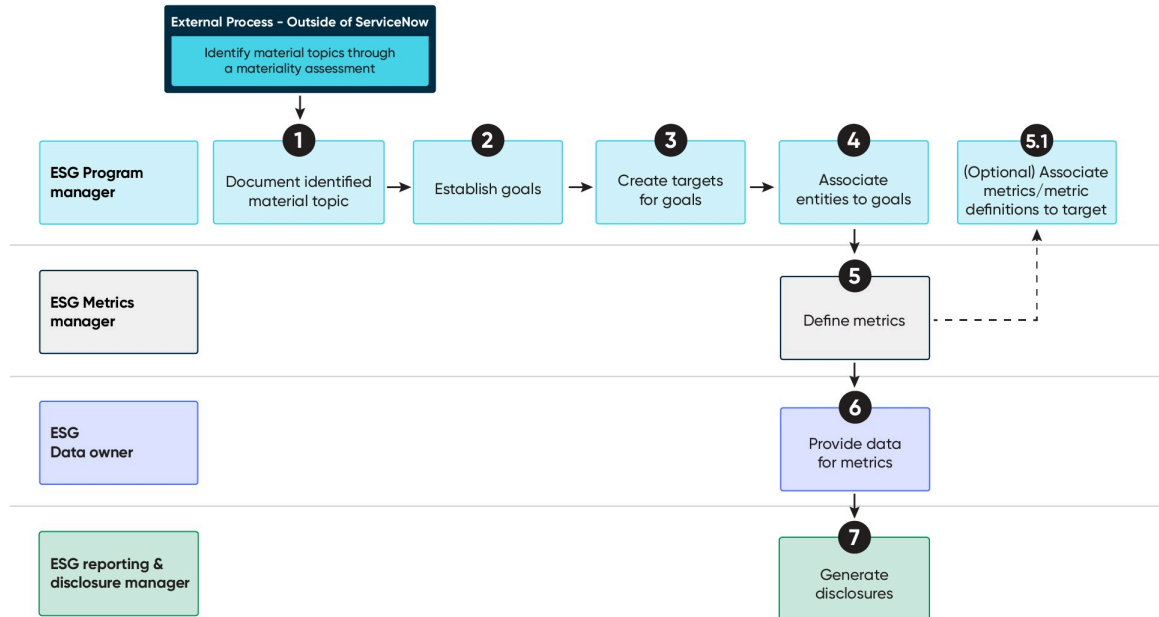 External Process - Outside of ServiceNow
Identify material topics through
a materiality assessment
ESG Program
manager
1
Document identified
material topic
2
Establish goals
3
Create targets
for goals
4
Associate
entities to goals
5.1
(Optional) Associate
metrics/metric
definitions to target
ESG Metrics
manager
5
Define metrics
ESG
Data owner
6
Provide data
for metrics
ESG reporting &
disclosure manager
7
Generate
disclosures